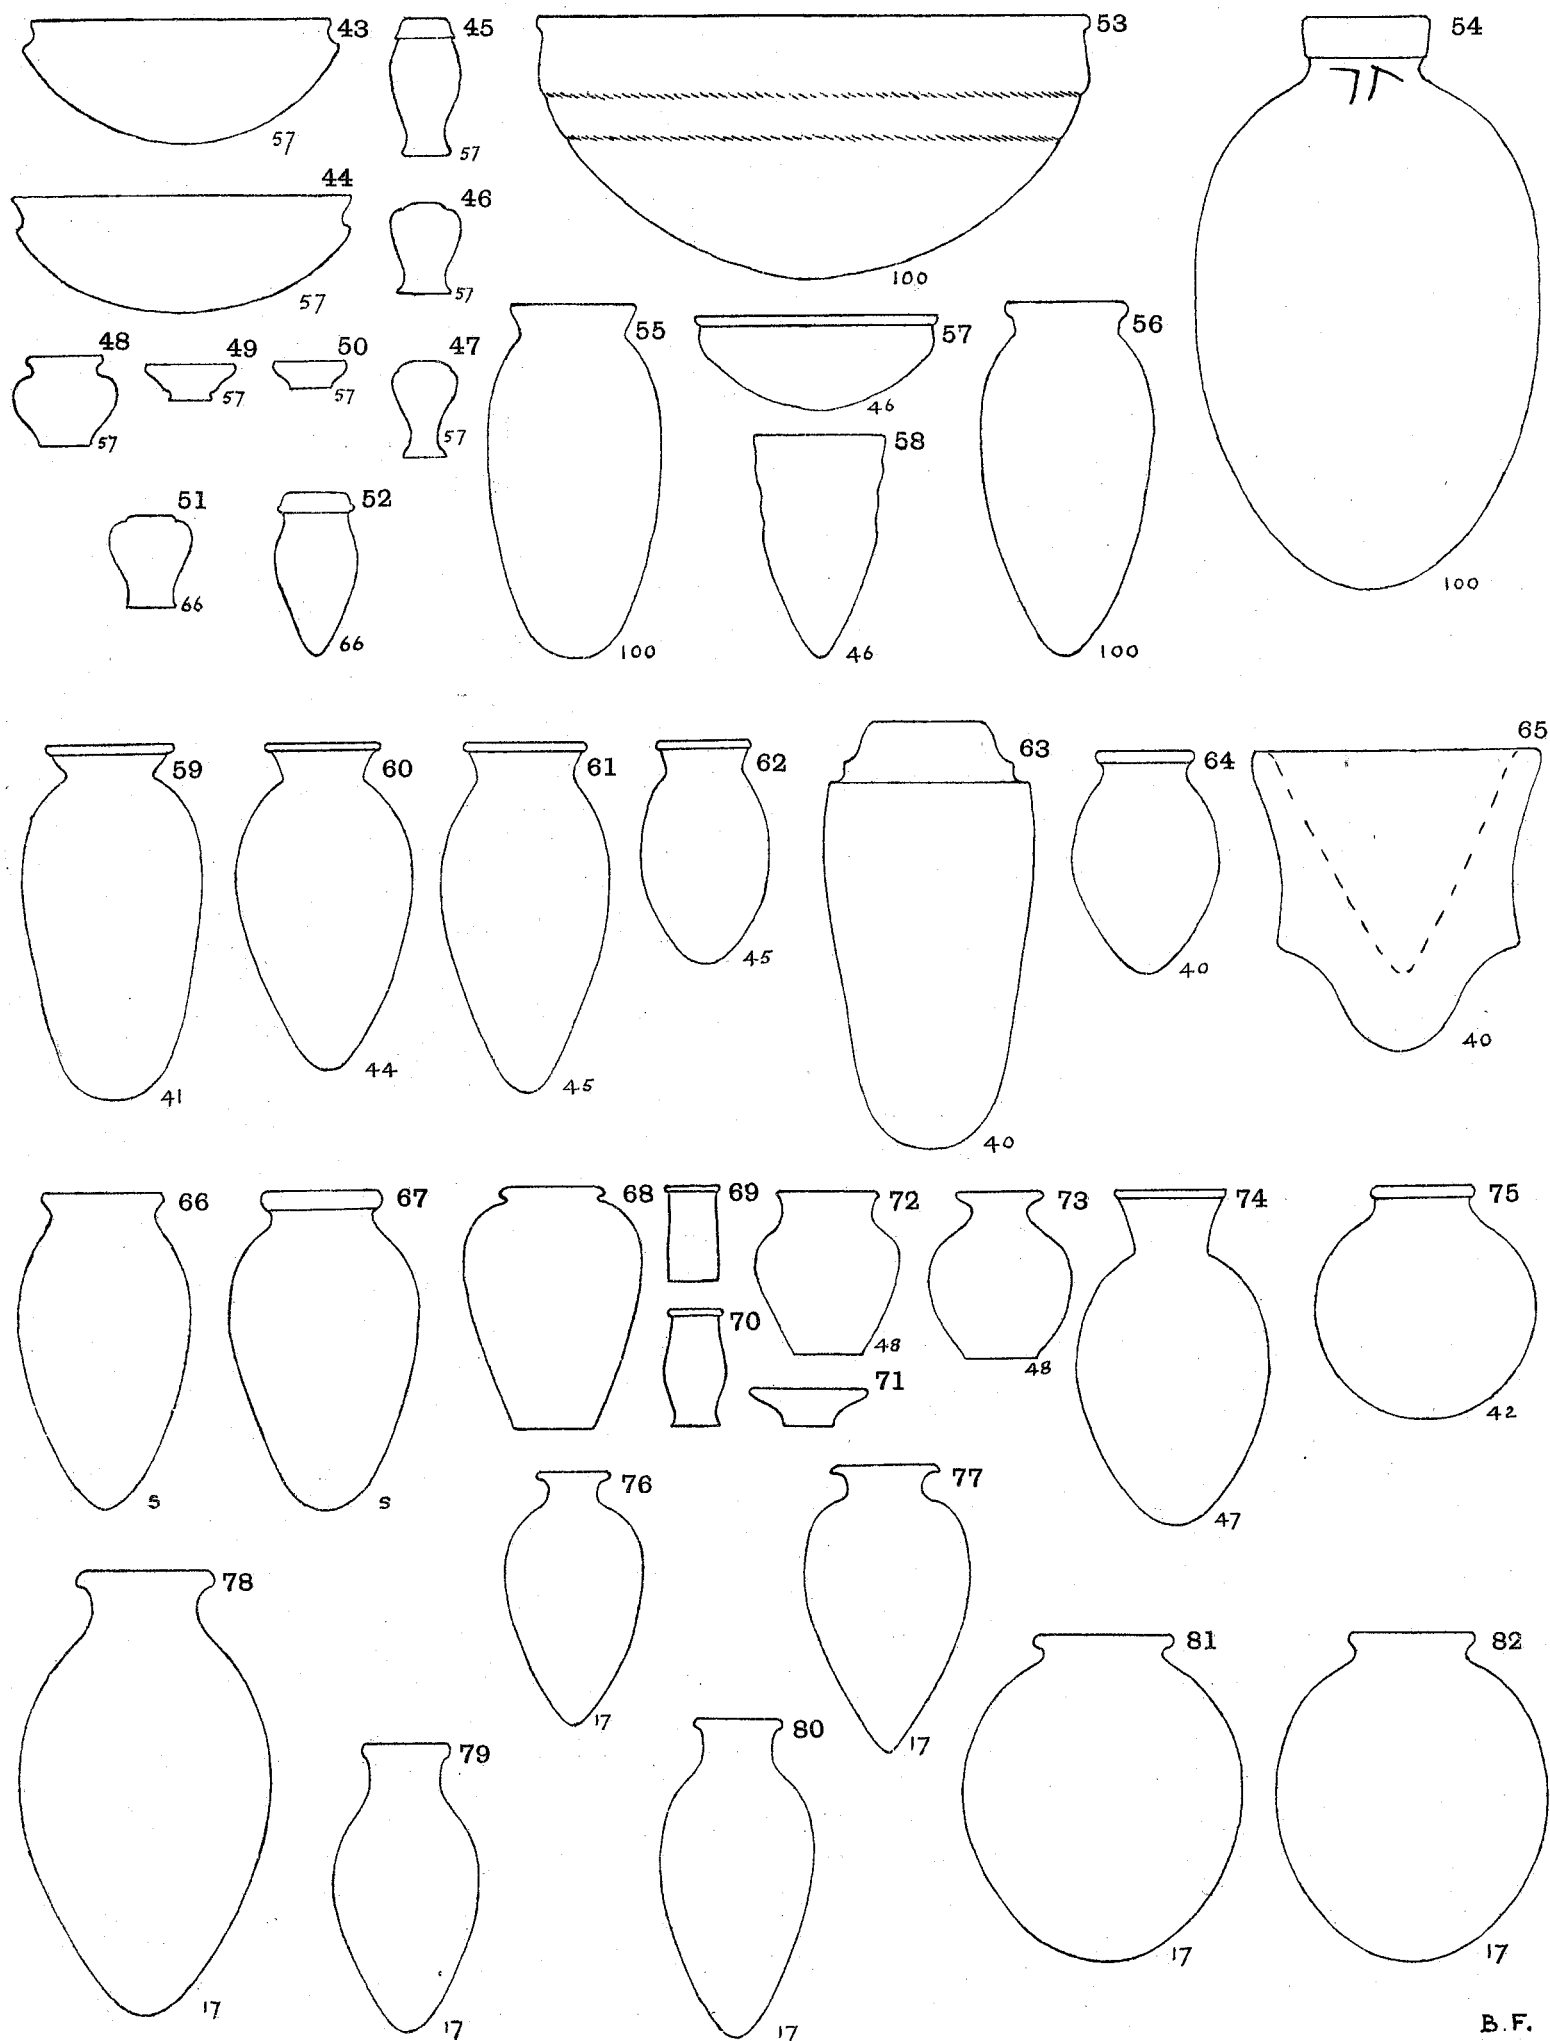 43 45 53 54
57 57
44 46
57 57 100
48 49 50 47 55 57 56
57 57 57 57 46
51 52 58
66 66 100 46 100 100
59 60 61 62 63 64 65
41 44 45 45 40 40 40
66 67 68 69 72 73 74 75
70 48 48 42
71
S S 76 77 47
78 17 17 81 82
79 80
17 17 17 17 17
B.F.